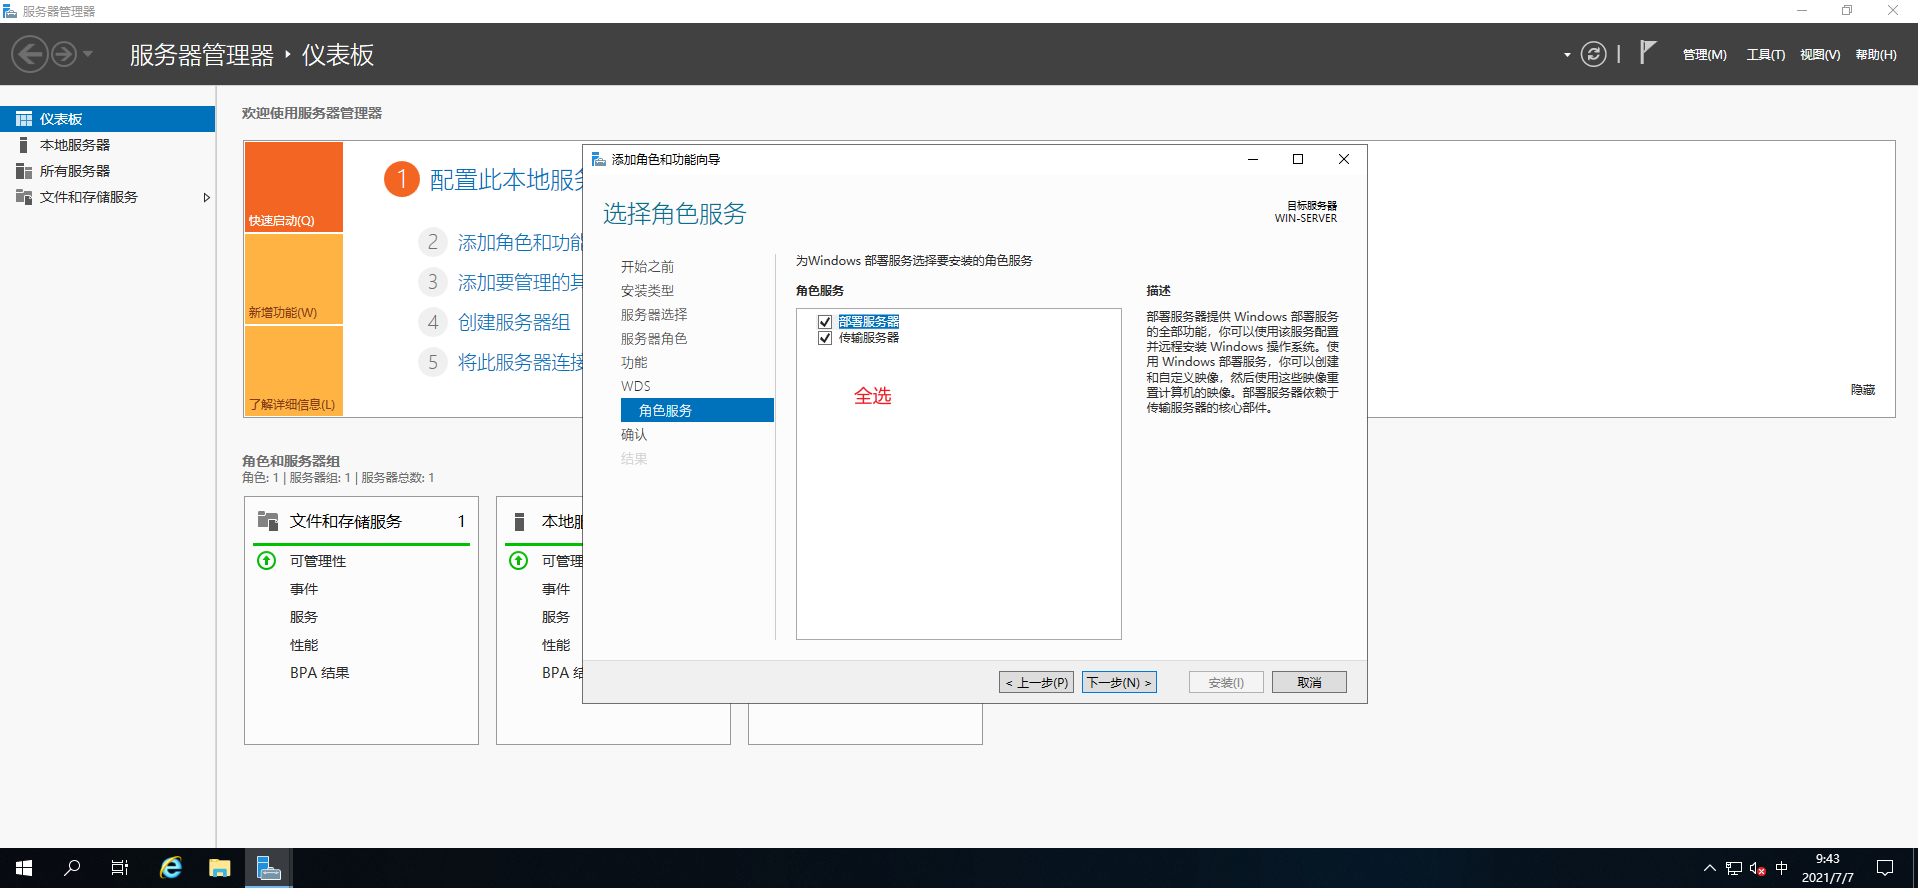 服务器管理器
服务器管理器 ‣ 仪表板
管理(M) 工具(T) 视图(V) 帮助(H)
仪表板
本地服务器
所有服务器
文件和存储服务
欢迎使用服务器管理器
快速启动(Q)
新增功能(W)
了解详细信息(L)
1 配置此本地服务
2 添加角色和功能
3 添加要管理的其
4 创建服务器组
5 将此服务器连接
隐藏
角色和服务器组
角色: 1 | 服务器组: 1 | 服务器总数: 1
文件和存储服务 1
可管理性
事件
服务
性能
BPA 结果
本地服
可管理
事件
服务
性能
BPA 结
添加角色和功能向导
选择角色服务
目标服务器
WIN-SERVER
开始之前
安装类型
服务器选择
服务器角色
功能
WDS
角色服务
确认
结果
为Windows 部署服务选择要安装的角色服务
角色服务
部署服务器
传输服务器
全选
描述
部署服务器提供 Windows 部署服务
的全部功能，你可以使用该服务配置
并远程安装 Windows 操作系统。使
用 Windows 部署服务，你可以创建
和自定义映像，然后使用这些映像重
置计算机的映像。部署服务器依赖于
传输服务器的核心部件。
< 上一步(P) 下一步(N) > 安装(I) 取消
中
9:43
2021/7/7